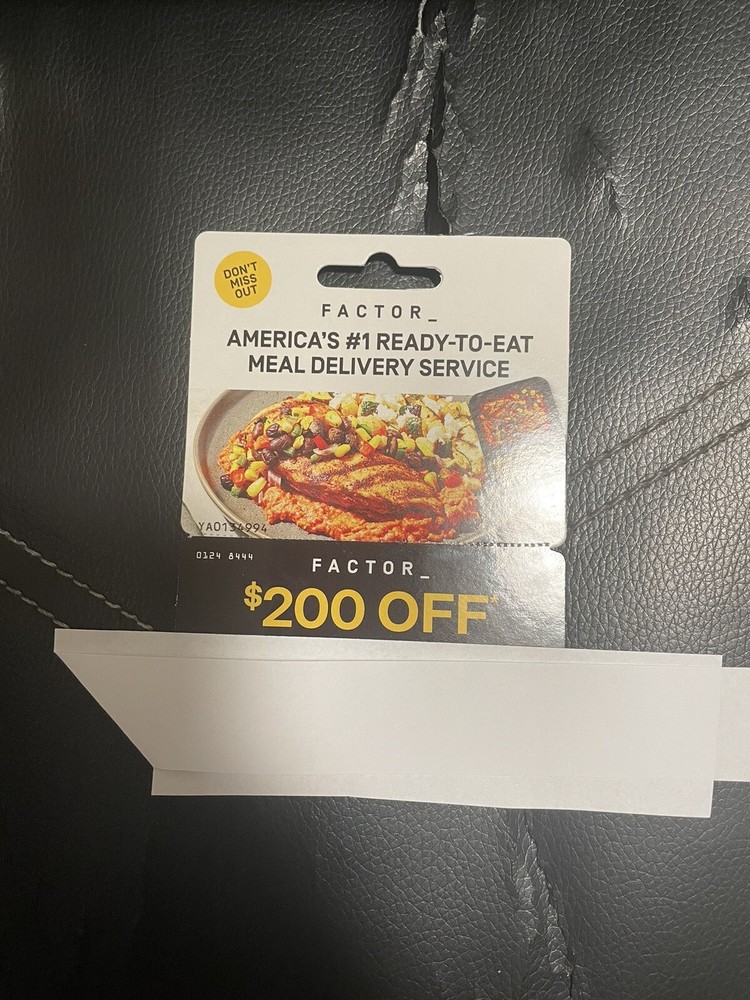 DON'T
MISS
OUT
FACTOR_
AMERICA'S #1 READY-TO-EAT
MEAL DELIVERY SERVICE
YA0134994
0124 8444
FACTOR_
$200 OFF*